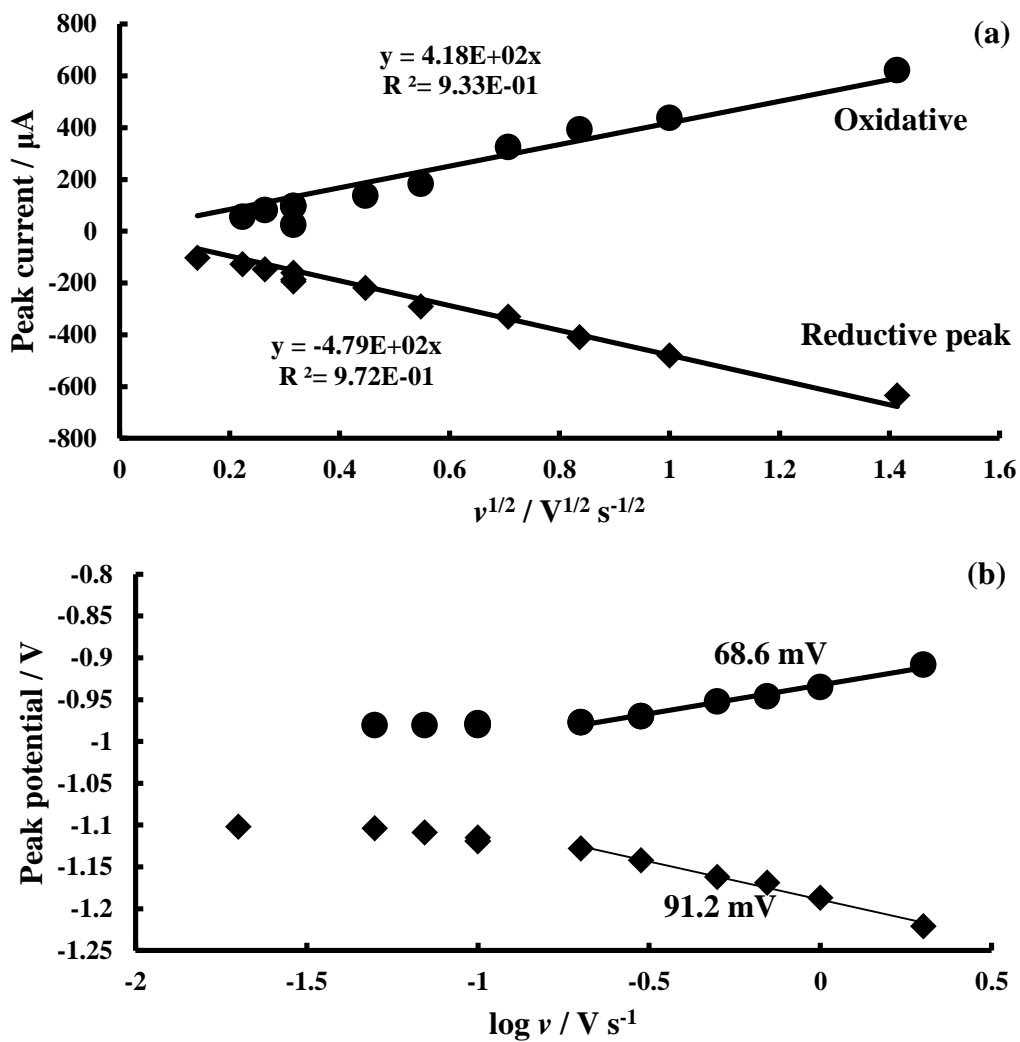 (a)
800
600
400
200
0
-200
-400
-600
-800
Peak current / µA
y = 4.18E+02x
R ²= 9.33E-01
Oxidative
y = -4.79E+02x
R ²= 9.72E-01
Reductive peak
0 0.2 0.4 0.6 0.8 1 1.2 1.4 1.6
v^1/2 / V^1/2 s^-1/2
(b)
-0.8
-0.85
-0.9
-0.95
-1
-1.05
-1.1
-1.15
-1.2
-1.25
Peak potential / V
68.6 mV
91.2 mV
-2 -1.5 -1 -0.5 0 0.5
log v / V s^-1